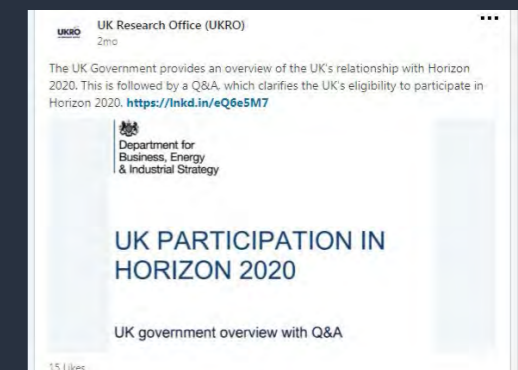 UKRO
UK Research Office (UKRO)
2mo
The UK Government provides an overview of the UK's relationship with Horizon
2020. This is followed by a Q&A, which clarifies the UK's eligibility to participate in
Horizon 2020. https://lnkd.in/eQ6e5M7
Department for
Business, Energy
& Industrial Strategy
UK PARTICIPATION IN
HORIZON 2020
UK government overview with Q&A
15 Likes